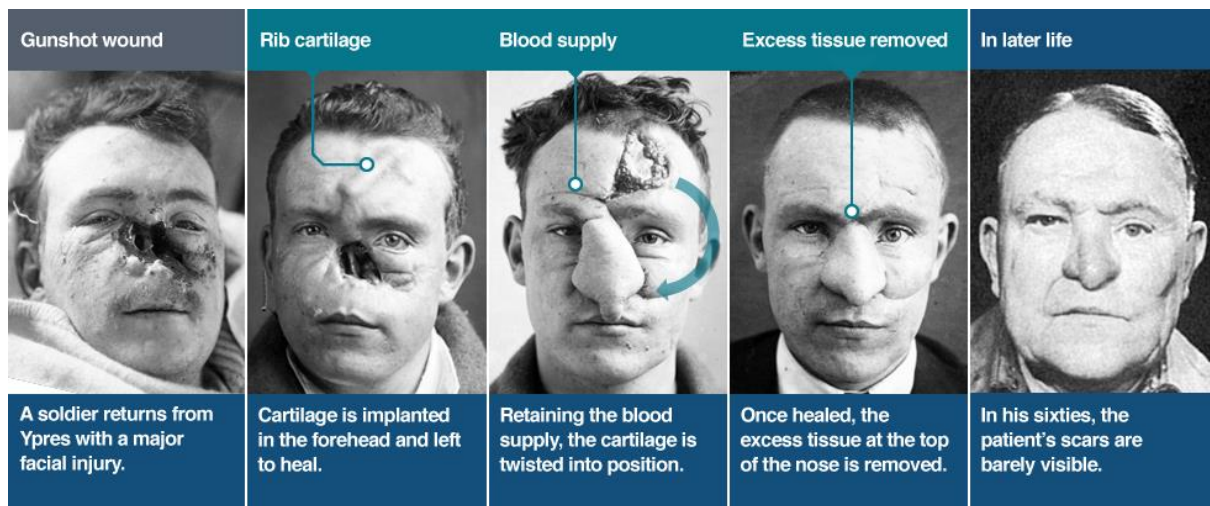 Gunshot wound
Rib cartilage
Blood supply
Excess tissue removed
In later life
A soldier returns from
Ypres with a major
facial injury.
Cartilage is implanted
in the forehead and left
to heal.
Retaining the blood
supply, the cartilage is
twisted into position.
Once healed, the
excess tissue at the top
of the nose is removed.
In his sixties, the
patient's scars are
barely visible.